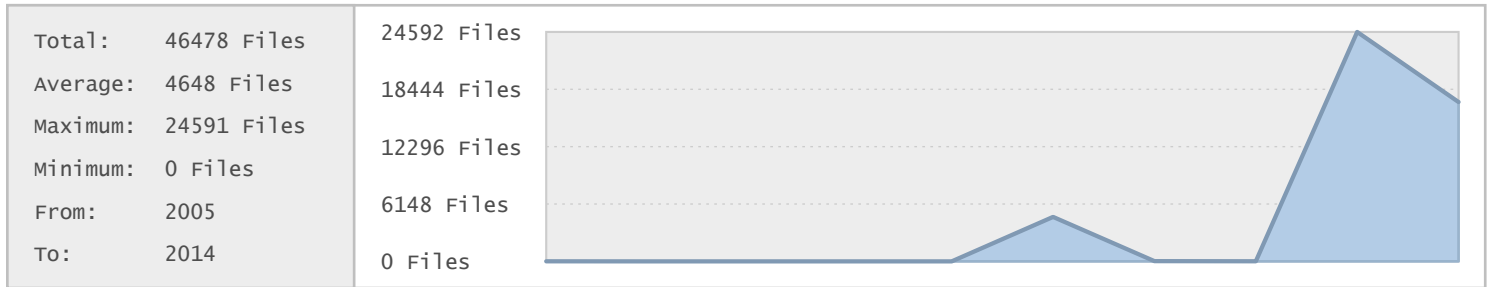 Total: 46478 Files
Average: 4648 Files
Maximum: 24591 Files
Minimum: 0 Files
From: 2005
To: 2014
24592 Files
18444 Files
12296 Files
6148 Files
0 Files